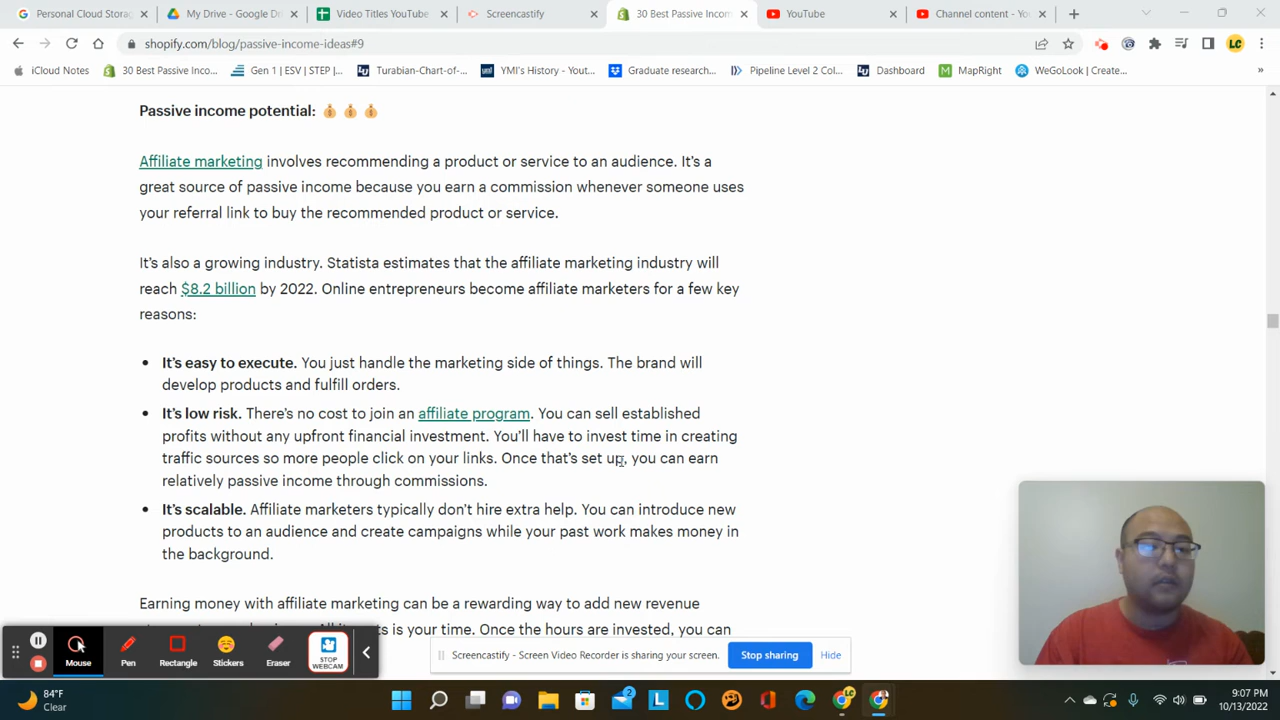 Personal Cloud Storag
My Drive - Google Dr
Video Titles YouTube
Screencastify
30 Best Passive Incom
YouTube
Channel content - Yo
shopify.com/blog/passive-income-ideas#9
LC
iCloud Notes
30 Best Passive Inco...
Gen 1 | ESV | STEP |...
Turabian-Chart-of-...
YMI's History - Yout...
Graduate research...
Pipeline Level 2 Col...
Dashboard
MapRight
WeGoLook | Create...
Passive income potential:
Affiliate marketing involves recommending a product or service to an audience. It's a
great source of passive income because you earn a commission whenever someone uses
your referral link to buy the recommended product or service.
It's also a growing industry. Statista estimates that the affiliate marketing industry will
reach $8.2 billion by 2022. Online entrepreneurs become affiliate marketers for a few key
reasons:
• It's easy to execute. You just handle the marketing side of things. The brand will
develop products and fulfill orders.
• It's low risk. There's no cost to join an affiliate program. You can sell established
profits without any upfront financial investment. You'll have to invest time in creating
traffic sources so more people click on your links. Once that's set up, you can earn
relatively passive income through commissions.
• It's scalable. Affiliate marketers typically don't hire extra help. You can introduce new
products to an audience and create campaigns while your past work makes money in
the background.
Earning money with affiliate marketing can be a rewarding way to add new revenue
is your time. Once the hours are invested, you can
Mouse
Pen
Rectangle
Stickers
Eraser
STOP
WEBCAM
Screencastify - Screen Video Recorder is sharing your screen.
Stop sharing
Hide
84°F
Clear
2
L
LC
9:07 PM
10/13/2022